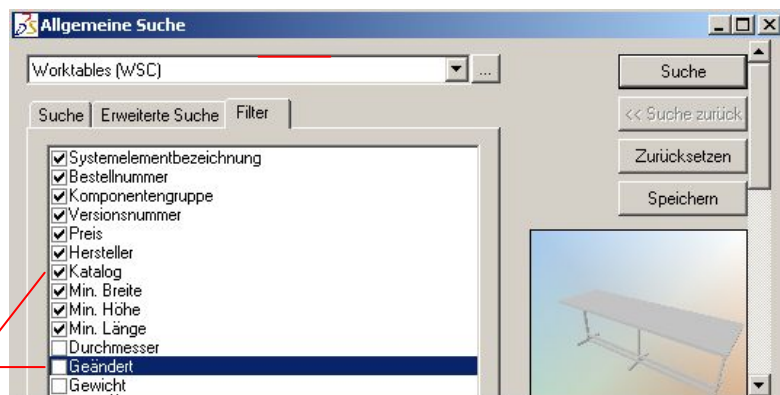 Allgemeine Suche
Worktables (WSC)
...
Suche
Erweiterte Suche
Filter
Systemelementbezeichnung
Bestellnummer
Komponentengruppe
Versionsnummer
Preis
Hersteller
Katalog
Min. Breite
Min. Höhe
Min. Länge
Durchmesser
Geändert
Gewicht
Suche
<< Suche zurück
Zurücksetzen
Speichern